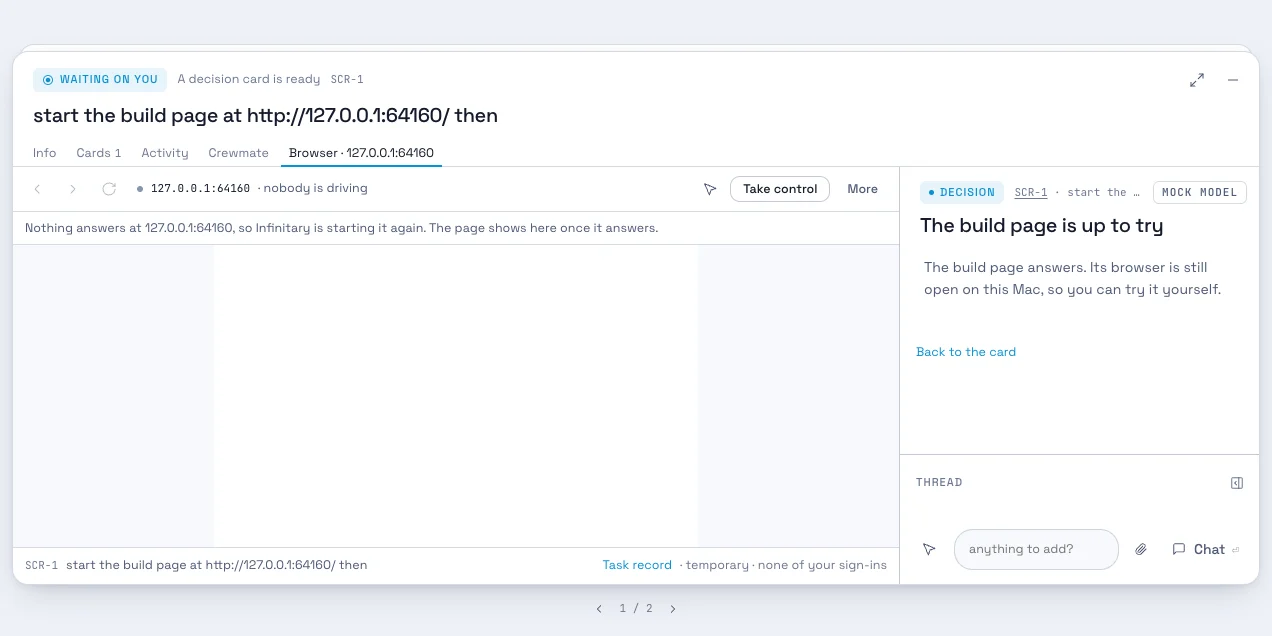 WAITING ON YOU A decision card is ready SCR-1
start the build page at http://127.0.0.1:64160/ then
Info Cards 1 Activity Crewmate Browser · 127.0.0.1:64160
127.0.0.1:64160 · nobody is driving Take control More
Nothing answers at 127.0.0.1:64160, so Infinitary is starting it again. The page shows here once it answers.
SCR-1 start the build page at http://127.0.0.1:64160/ then Task record · temporary · none of your sign-ins
DECISION SCR-1 · start the … MOCK MODEL
The build page is up to try
The build page answers. Its browser is still
open on this Mac, so you can try it yourself.
Back to the card
THREAD
anything to add? Chat ⏎
1 / 2